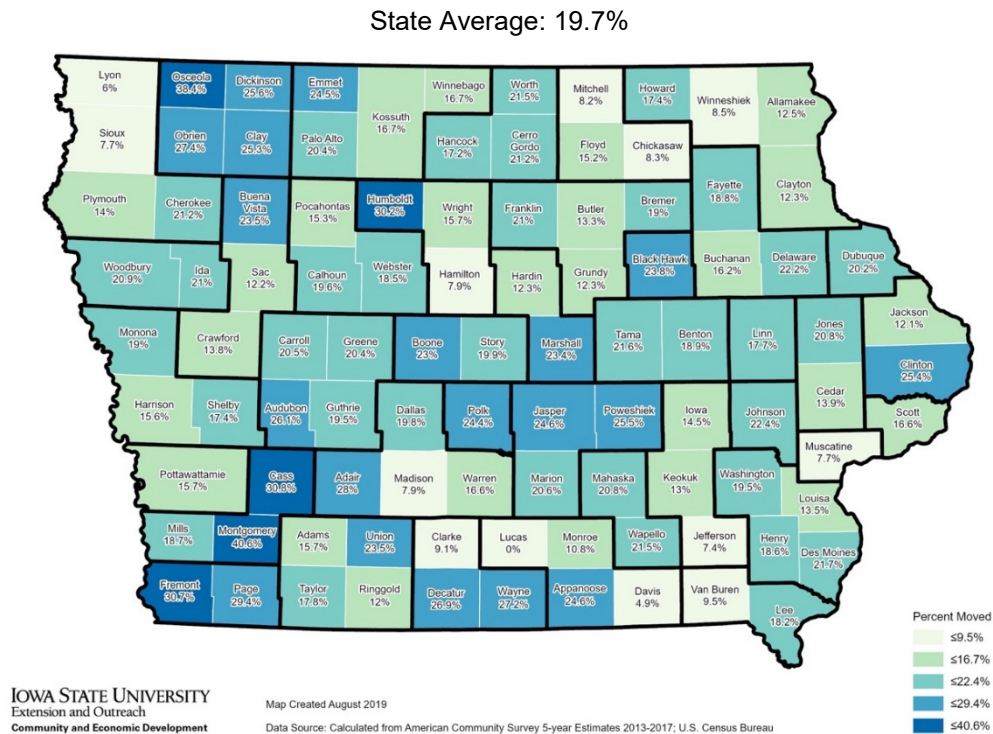 State Average: 19.7%
Lyon
6%
Osceola
38.4%
Dickinson
25.6%
Emmet
24.5%
Winnebago
16.7%
Worth
21.5%
Mitchell
8.2%
Howard
17.4%
Winneshiek
8.5%
Allamakee
12.5%
Kossuth
16.7%
Sioux
7.7%
Obrien
27.4%
Clay
25.3%
Palo Alto
20.4%
Hancock
17.2%
Cerro
Gordo
21.2%
Floyd
15.2%
Chickasaw
8.3%
Fayette
18.8%
Clayton
12.3%
Plymouth
14%
Cherokee
21.2%
Buena
Vista
23.5%
Pocahontas
15.3%
Humboldt
30.2%
Wright
15.7%
Franklin
21%
Butler
13.3%
Bremer
19%
Woodbury
20.9%
Ida
21%
Sac
12.2%
Calhoun
19.6%
Webster
18.5%
Hamilton
7.9%
Hardin
12.3%
Grundy
12.3%
Black Hawk
23.8%
Buchanan
16.2%
Delaware
22.2%
Dubuque
20.2%
Jackson
12.1%
Monona
19%
Crawford
13.8%
Carroll
20.5%
Greene
20.4%
Boone
23%
Story
19.9%
Marshall
23.4%
Tama
21.6%
Benton
18.9%
Linn
17.7%
Jones
20.8%
Clinton
25.4%
Harrison
15.6%
Shelby
17.4%
Audubon
26.1%
Guthrie
19.5%
Dallas
19.8%
Polk
24.4%
Jasper
24.6%
Poweshiek
25.5%
Iowa
14.5%
Johnson
22.4%
Cedar
13.9%
Scott
16.6%
Muscatine
7.7%
Pottawattamie
15.7%
Cass
30.8%
Adair
28%
Madison
7.9%
Warren
16.6%
Marion
20.6%
Mahaska
20.8%
Keokuk
13%
Washington
19.5%
Louisa
13.5%
Mills
18.7%
Montgomery
40.6%
Adams
15.7%
Union
23.5%
Clarke
9.1%
Lucas
0%
Monroe
10.8%
Wapello
21.5%
Jefferson
7.4%
Henry
18.6%
Des Moines
21.7%
Fremont
30.7%
Page
29.4%
Taylor
17.8%
Ringgold
12%
Decatur
26.9%
Wayne
27.2%
Appanoose
24.6%
Davis
4.9%
Van Buren
9.5%
Lee
18.2%
Percent Moved
≤9.5%
≤16.7%
≤22.4%
≤29.4%
≤40.6%
IOWA STATE UNIVERSITY
Extension and Outreach
Community and Economic Development
Map Created August 2019
Data Source: Calculated from American Community Survey 5-year Estimates 2013-2017; U.S. Census Bureau